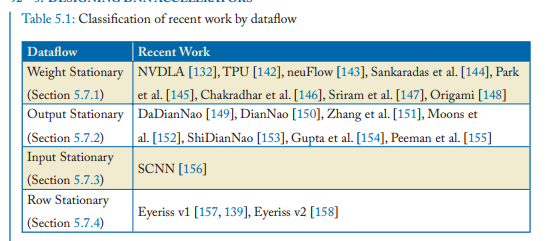 Table 5.1: Classification of recent work by dataflow
Dataflow
Recent Work
Weight Stationary
(Section 5.7.1)
NVDLA [132], TPU [142], neuFlow [143], Sankaradas et al. [144], Park
et al. [145], Chakradhar et al. [146], Sriram et al. [147], Origami [148]
Output Stationary
(Section 5.7.2)
DaDianNao [149], DianNao [150], Zhang et al. [151], Moons et
al. [152], ShiDianNao [153], Gupta et al. [154], Peeman et al. [155]
Input Stationary
(Section 5.7.3)
SCNN [156]
Row Stationary
(Section 5.7.4)
Eyeriss v1 [157, 139], Eyeriss v2 [158]